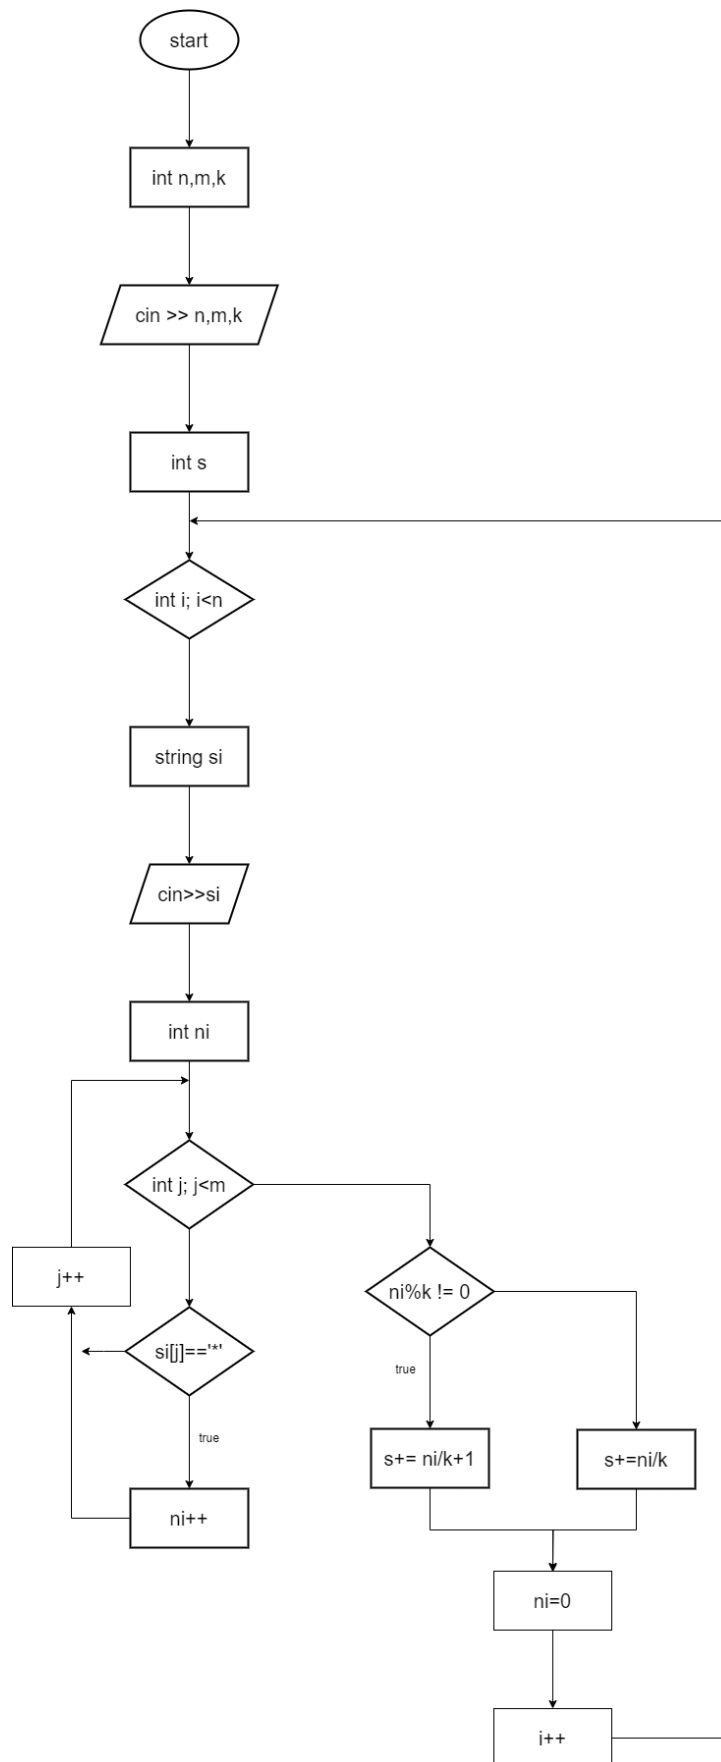 start
int n,m,k
cin >> n,m,k
int s
int i; i<n
string si
cin>>si
int ni
int j; j<m
j++
si[j]=='*'
true
ni++
ni%k != 0
true
s+= ni/k+1
s+=ni/k
ni=0
i++